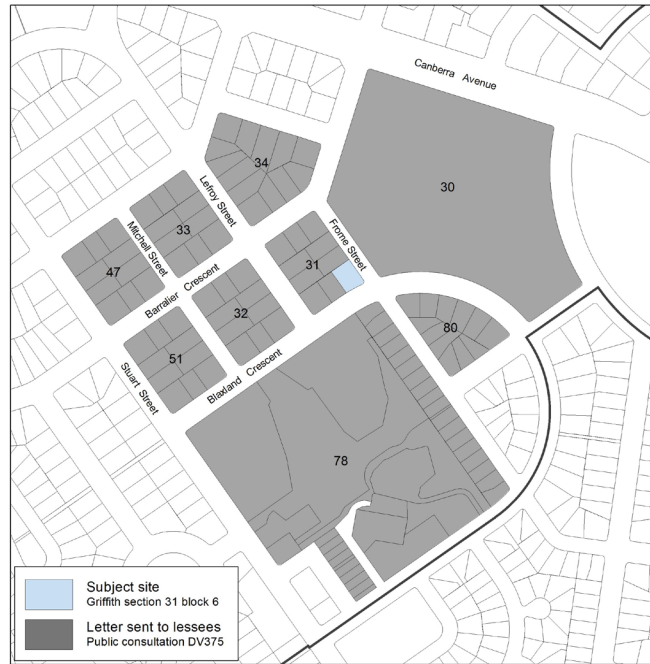 Canberra Avenue
34
30
Lefroy Street
33
Mitchell Street
Frome Street
31
47
Barralier Crescent
32
80
51
Blaxland Crescent
Stuart Street
78
Subject site
Griffith section 31 block 6
Letter sent to lessees
Public consultation DV375